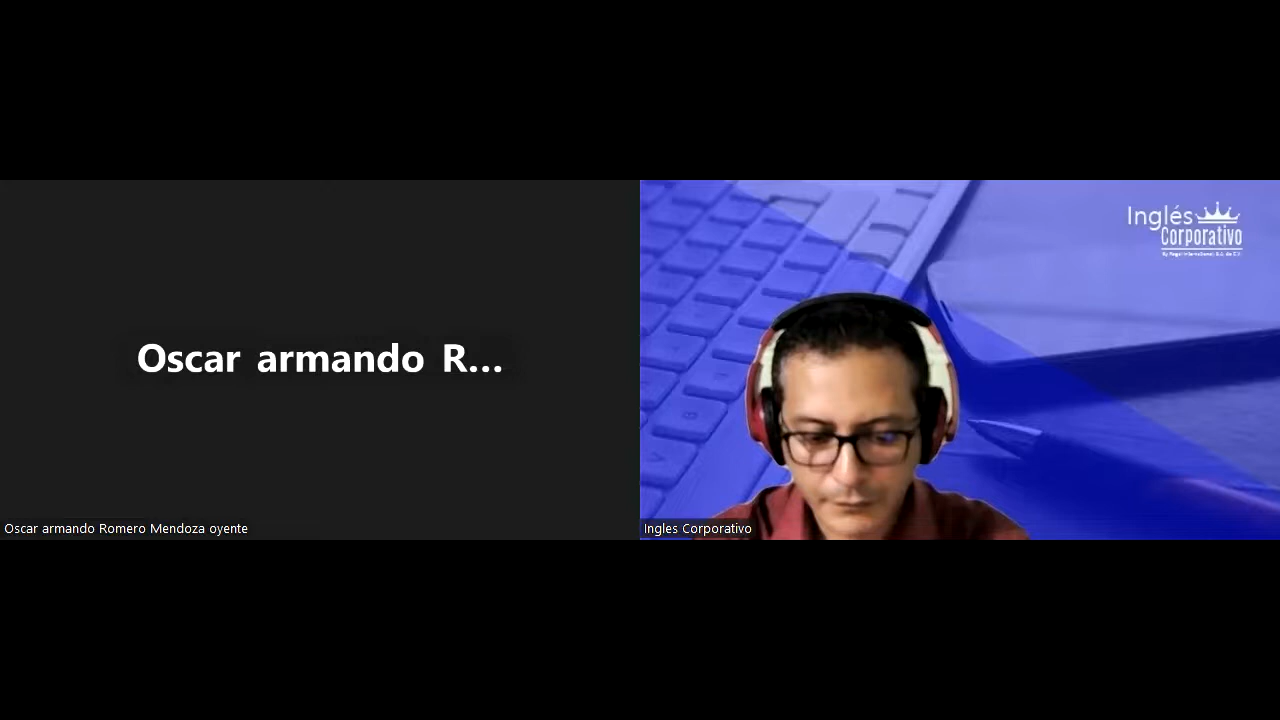 Oscar armando R...
Oscar armando Romero Mendoza oyente
Inglés
Corporativo
Ingles Corporativo